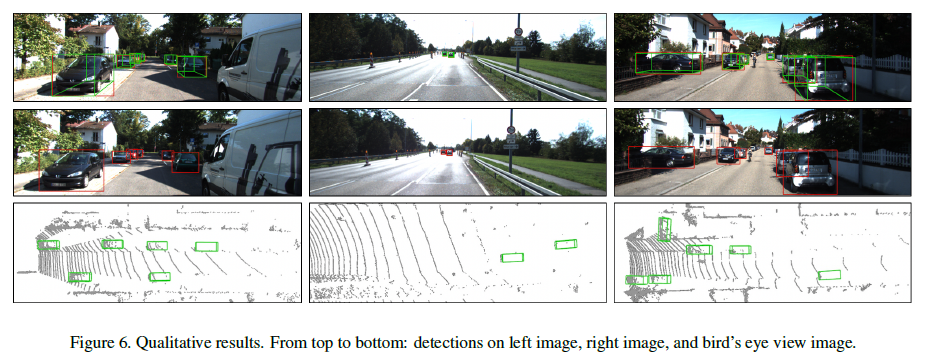 Figure 6. Qualitative results. From top to bottom: detections on left image, right image, and bird's eye view image.